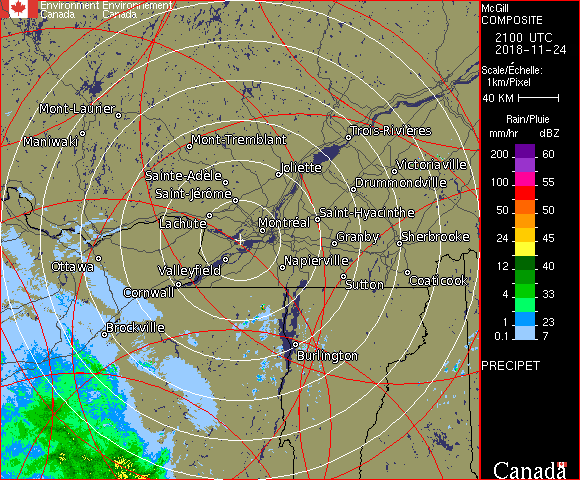 Environment Environnement
Canada Canada
McGill
COMPOSITE
2100 UTC
2018-11-24
Scale/Échelle:
1km/Pixel
40 KM
Rain/Pluie
mm/hr dBZ
200 60
100 55
85 53
50 50
24 45
12 40
4 33
1 23
0.1 7
PRECIPET
Canada
Mont-Laurier
Maniwaki
Mont-Tremblant
Trois-Rivières
Sainte-Adèle
Joliette
Victoriaville
Saint-Jérôme
Drummondville
Lachute
Montréal
Saint-Hyacinthe
Granby
Sherbrooke
Ottawa
Valleyfield
Napierville
Cornwall
Sutton
Coaticook
Brockville
Burlington